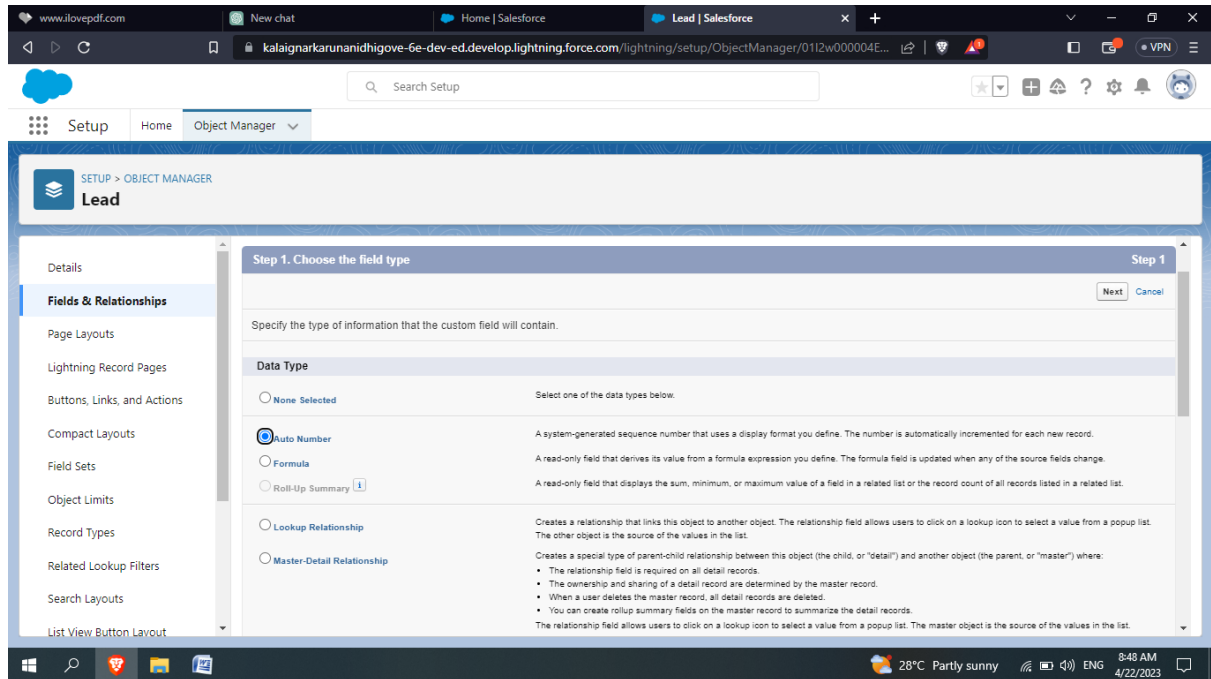 www.ilovepdf.com
New chat
Home | Salesforce
Lead | Salesforce
kalaignarkarunanidhigove-6e-dev-ed.develop.lightning.force.com/lightning/setup/ObjectManager/01I2w000004E...
VPN
Search Setup
Setup
Home
Object Manager
SETUP > OBJECT MANAGER
Lead
Details
Fields & Relationships
Page Layouts
Lightning Record Pages
Buttons, Links, and Actions
Compact Layouts
Field Sets
Object Limits
Record Types
Related Lookup Filters
Search Layouts
List View Button Layout
Step 1. Choose the field type
Step 1
Next
Cancel
Specify the type of information that the custom field will contain.
Data Type
None Selected
Select one of the data types below.
Auto Number
A system-generated sequence number that uses a display format you define. The number is automatically incremented for each new record.
Formula
A read-only field that derives its value from a formula expression you define. The formula field is updated when any of the source fields change.
Roll-Up Summary i
A read-only field that displays the sum, minimum, or maximum value of a field in a related list or the record count of all records listed in a related list.
Lookup Relationship
Creates a relationship that links this object to another object. The relationship field allows users to click on a lookup icon to select a value from a popup list.
The other object is the source of the values in the list.
Master-Detail Relationship
Creates a special type of parent-child relationship between this object (the child, or "detail") and another object (the parent, or "master") where:
• The relationship field is required on all detail records.
• The ownership and sharing of a detail record are determined by the master record.
• When a user deletes the master record, all detail records are deleted.
• You can create rollup summary fields on the master record to summarize the detail records.
The relationship field allows users to click on a lookup icon to select a value from a popup list. The master object is the source of the values in the list.
28°C Partly sunny
ENG
8:48 AM
4/22/2023